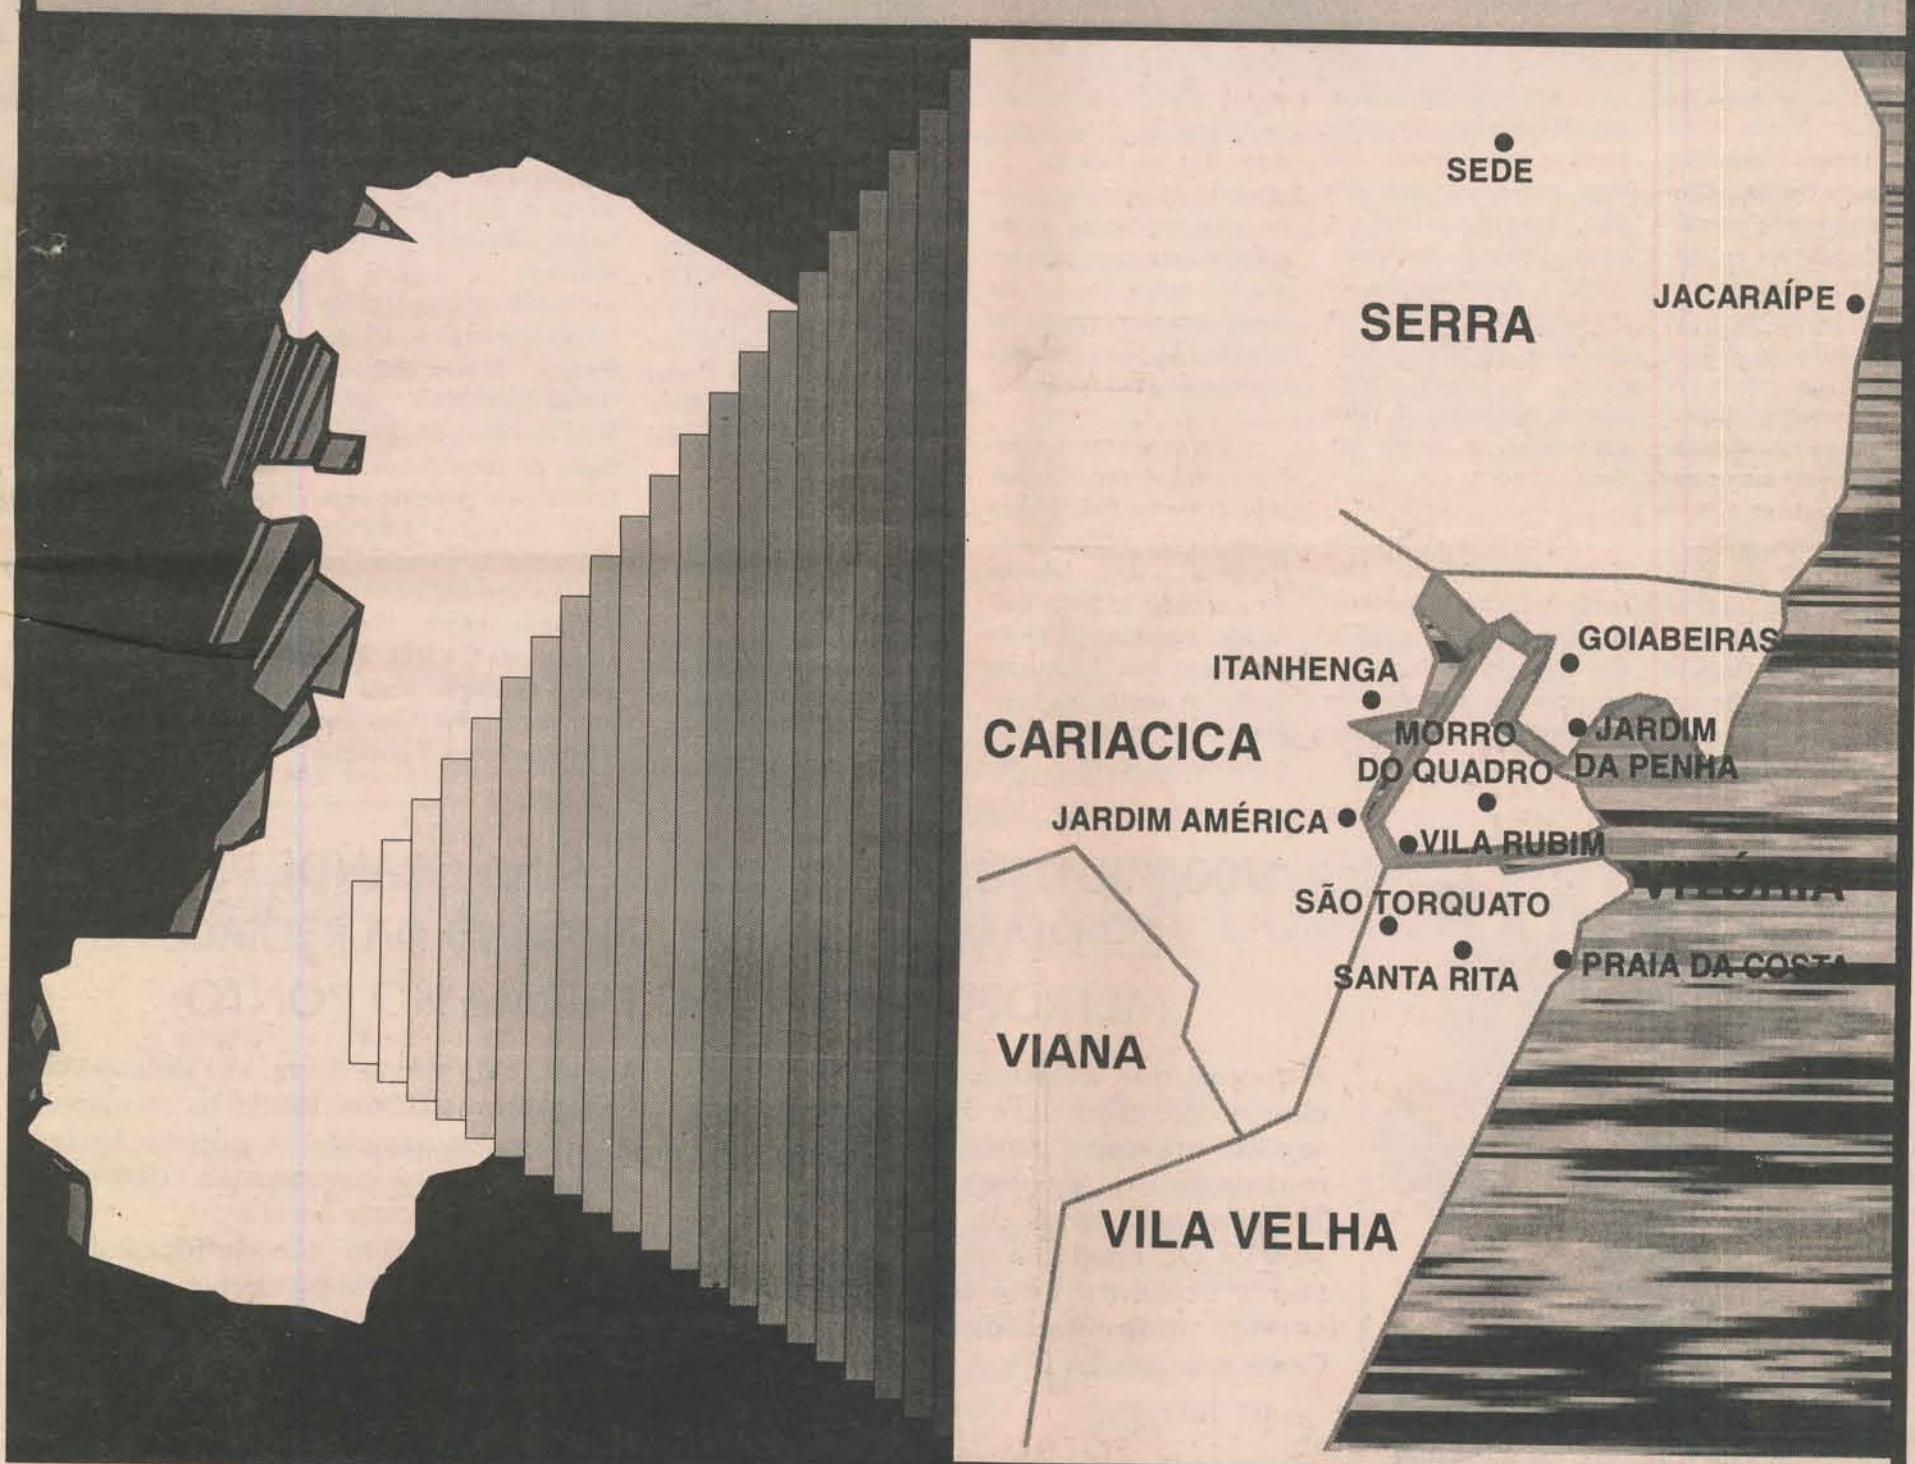 SEDE
JACARAÍPE
SERRA
GOIABEIRAS
ITANHENGA
CARIACICA
MORRO
DO QUADRO
JARDIM
DA PENHA
JARDIM AMÉRICA
VILA RUBIM
VITÓRIA
SÃO TORQUATO
SANTA RITA
PRAIA DA COSTA
VIANA
VILA VELHA